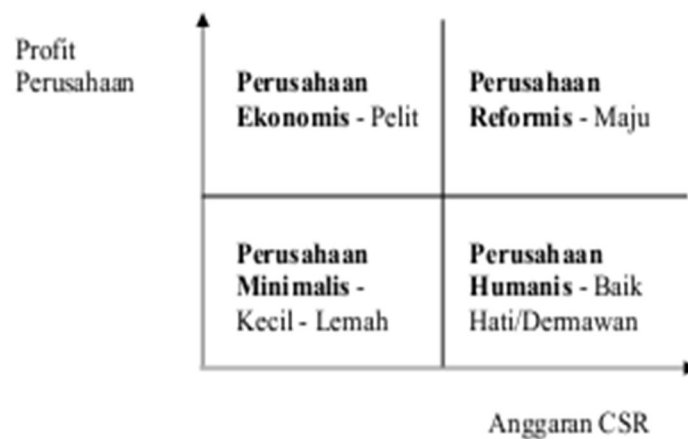 Profit
Perusahaan
Perusahaan
Ekonomis - Pelit
Perusahaan
Reformis - Maju
Perusahaan
Minimalis -
Kecil - Lemah
Perusahaan
Humanis - Baik
Hati/Dermawan
Anggaran CSR